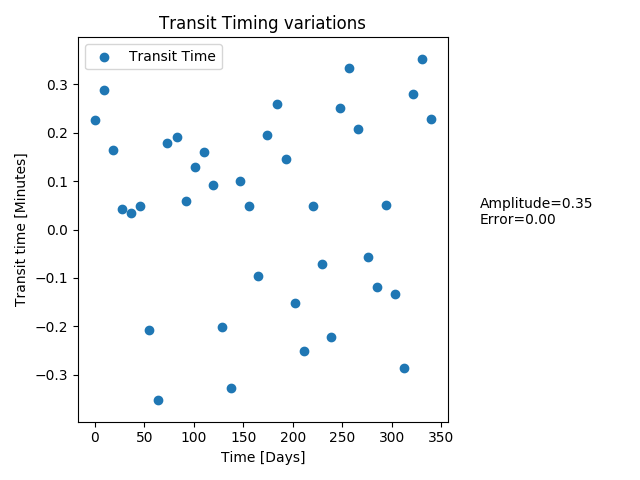 Transit Timing variations
Transit Time
Transit time [Minutes]
0.3
0.2
0.1
0.0
−0.1
−0.2
−0.3
0 50 100 150 200 250 300 350
Time [Days]
Amplitude=0.35
Error=0.00